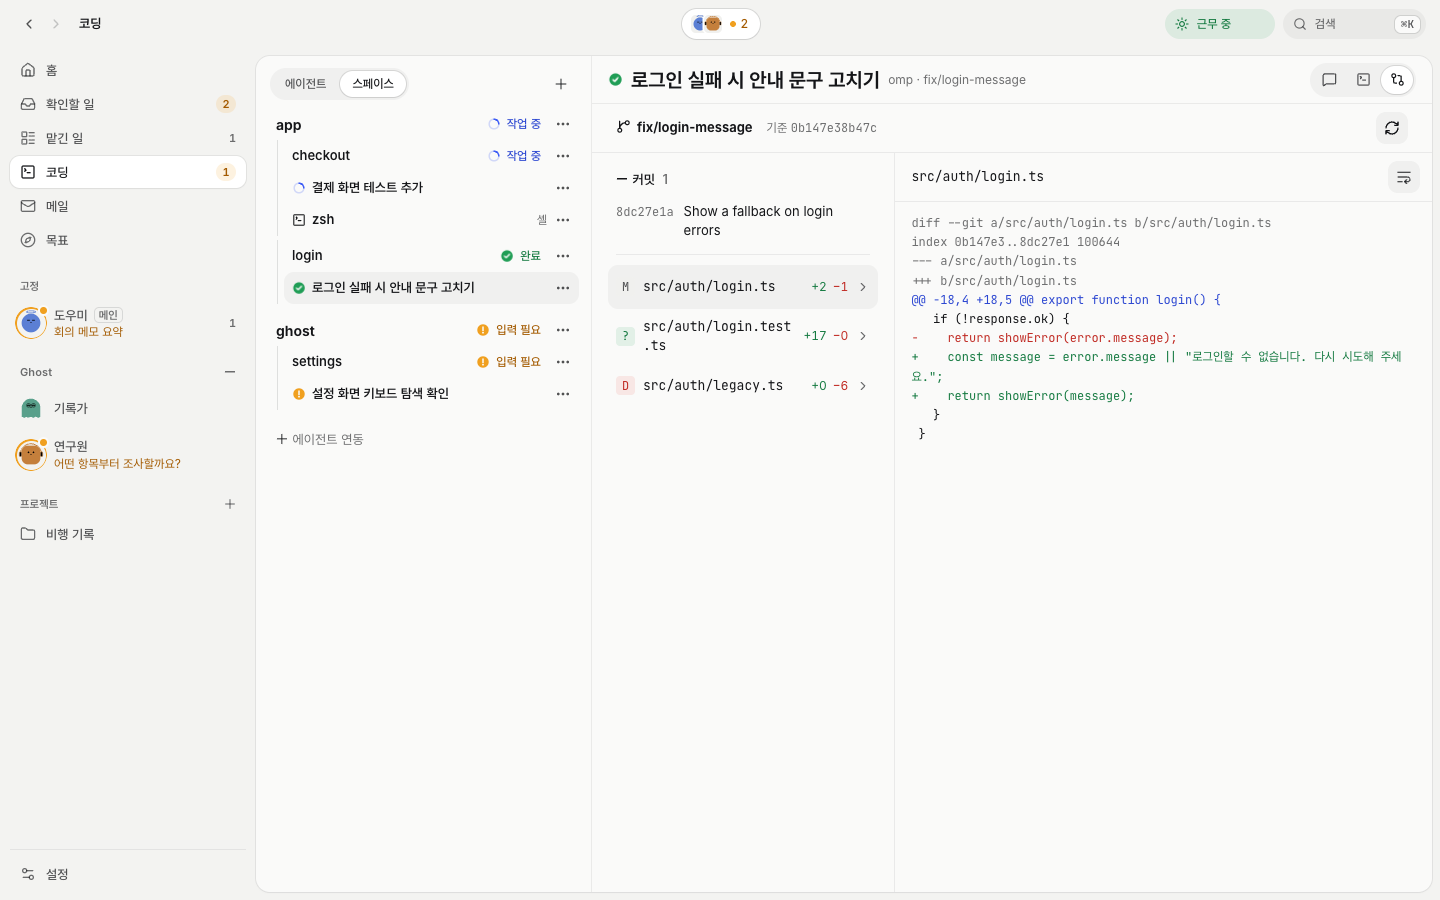 코딩
2
근무 중
검색
⌘K
홈
확인할 일
2
맡긴 일
1
코딩
1
메일
목표
고정
도우미
메인
회의 메모 요약
1
Ghost
기록가
연구원
어떤 항목부터 조사할까요?
프로젝트
비행 기록
설정
에이전트
스페이스
app
작업 중
checkout
작업 중
결제 화면 테스트 추가
zsh
셸
login
완료
로그인 실패 시 안내 문구 고치기
ghost
입력 필요
settings
입력 필요
설정 화면 키보드 탐색 확인
에이전트 연동
로그인 실패 시 안내 문구 고치기
omp · fix/login-message
fix/login-message
기준 0b147e38b47c
커밋 1
8dc27e1a
Show a fallback on login
errors
M src/auth/login.ts +2 −1
? src/auth/login.test
.ts
+17 −0
D src/auth/legacy.ts +0 −6
src/auth/login.ts
diff --git a/src/auth/login.ts b/src/auth/login.ts
index 0b147e3..8dc27e1 100644
--- a/src/auth/login.ts
+++ b/src/auth/login.ts
@@ -18,4 +18,5 @@ export function login() {
if (!response.ok) {
- return showError(error.message);
+ const message = error.message || "로그인할 수 없습니다. 다시 시도해 주세
요.";
+ return showError(message);
}
}